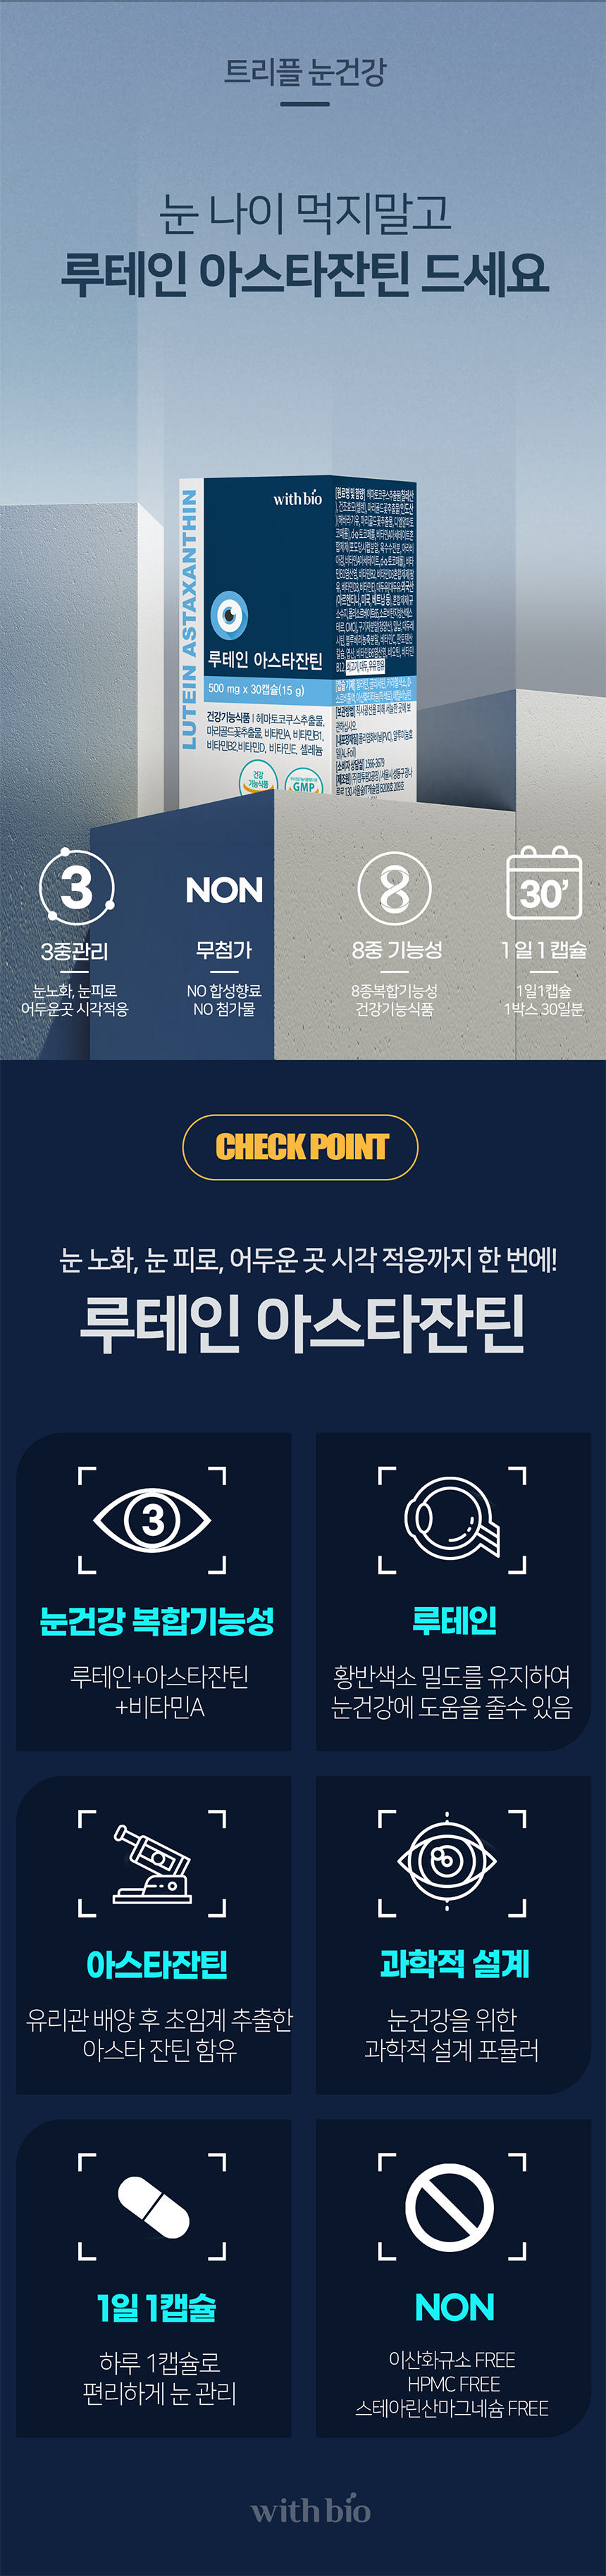 트리플 눈건강
눈 나이 먹지말고
루테인 아스타잔틴 드세요
LUTEIN ASTAXANTHIN
with bio
루테인 아스타잔틴
500 mg x 30캡슐(15 g)
건강기능식품 | 헤마토코쿠스추출물,
마리골드꽃추출물, 비타민A, 비타민B1,
비타민B2,비타민D, 비타민E, 셀레늄
건강
기능식품
GMP
3
3중관리
눈노화, 눈피로
어두운곳 시각적응
NON
무첨가
NO 합성향료
NO 첨가물
8
8중 기능성
8종복합기능성
건강기능식품
30’
1일 1캡슐
1일1캡슐
1박스 30일분
CHECK POINT
눈 노화, 눈 피로, 어두운 곳 시각 적응까지 한 번에!
루테인 아스타잔틴
3
눈건강 복합기능성
루테인+아스타잔틴
+비타민A
루테인
황반색소 밀도를 유지하여
눈건강에 도움을 줄수 있음
아스타잔틴
유리관 배양 후 초임계 추출한
아스타 잔틴 함유
과학적 설계
눈건강을 위한
과학적 설계 포뮬러
1일 1캡슐
하루 1캡슐로
편리하게 눈 관리
NON
이산화규소 FREE
HPMC FREE
스테아린산마그네슘 FREE
with bio